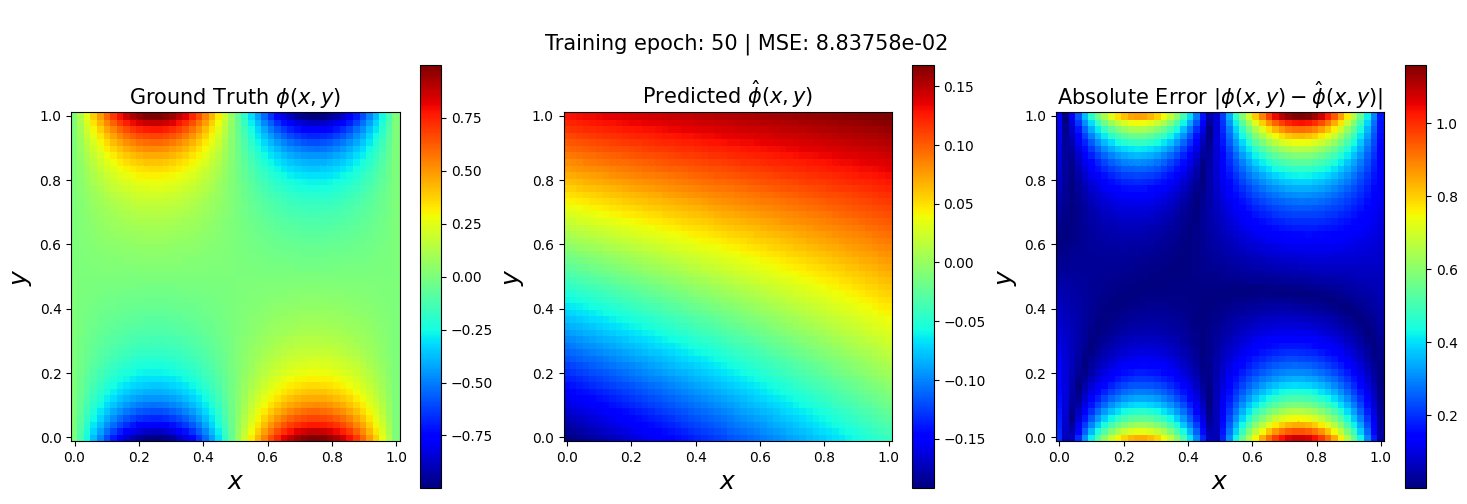 Training epoch: 50 | MSE: 8.83758e-02
Ground Truth ϕ(x, y)
1.0
0.8
0.6
0.4
0.2
0.0
y
0.0 0.2 0.4 0.6 0.8 1.0
x
0.75
0.50
0.25
0.00
−0.25
−0.50
−0.75
Predicted ϕ̂(x, y)
1.0
0.8
0.6
0.4
0.2
0.0
y
0.0 0.2 0.4 0.6 0.8 1.0
x
0.15
0.10
0.05
0.00
−0.05
−0.10
−0.15
Absolute Error |ϕ(x, y) − ϕ̂(x, y)|
1.0
0.8
0.6
0.4
0.2
0.0
y
0.0 0.2 0.4 0.6 0.8 1.0
x
1.0
0.8
0.6
0.4
0.2